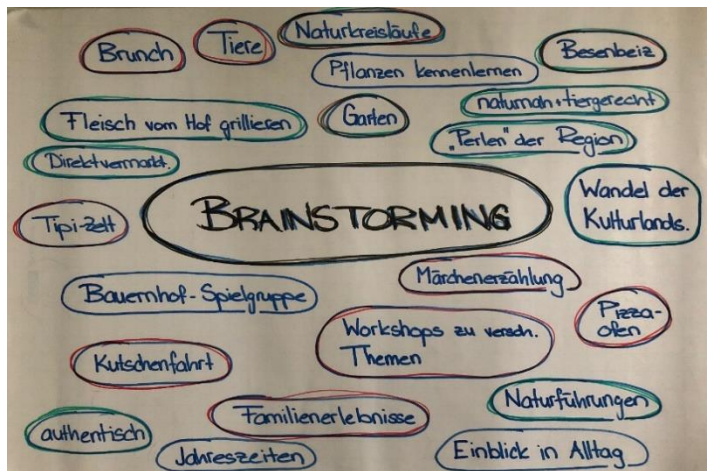 Naturkreisläufe
Brunch
Tiere
Besenbeiz
Pflanzen kennenlernen
naturnah + tiergerecht
Fleisch vom Hof grillieren
Garten
"Perlen" der Region
Direktvermarkt.
Wandel der
Kulturlands.
BRAINSTORMING
Tipi-Zelt
Märchenerzählung
Bauernhof-Spielgruppe
Pizza-
ofen
Workshops zu versch.
Themen
Kutschenfahrt
Naturführungen
Familienerlebnisse
authentisch
Jahreszeiten
Einblick in Alltag